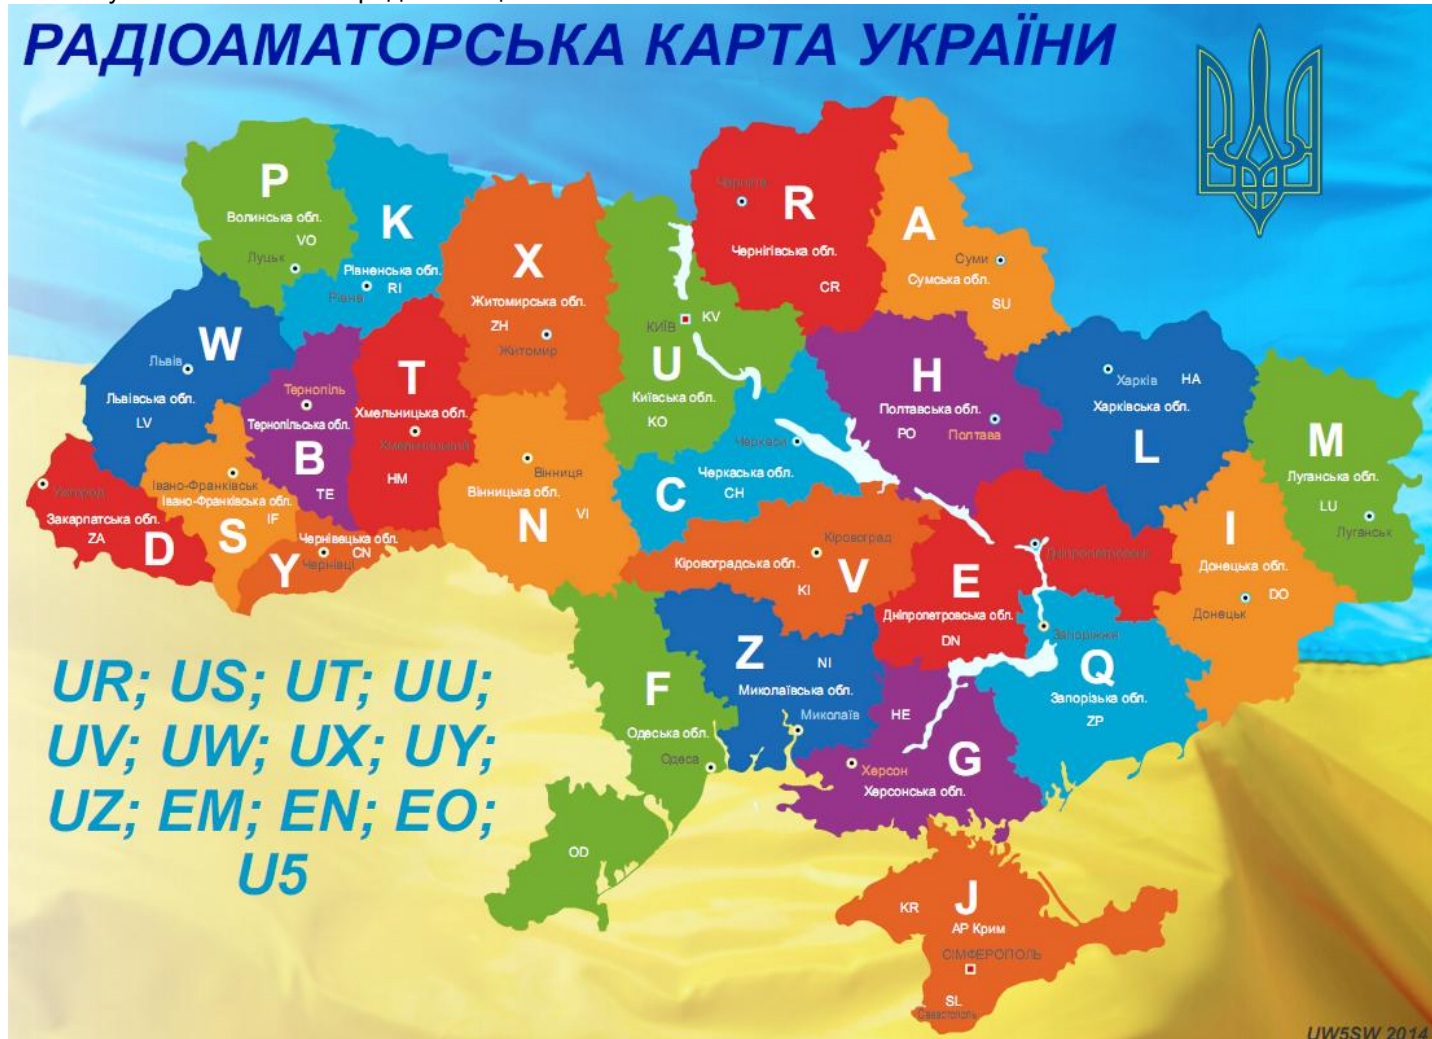 РАДІОАМАТОРСЬКА КАРТА УКРАЇНИ
P
Волинська обл.
VO
Луцьк
K
Рівненська обл.
RI
Рівне
X
Житомирська обл.
ZH
Житомир
КИЇВ
KV
U
Київська обл.
KO
Чернігів
R
Чернігівська обл.
CR
A
Суми
Сумська обл.
SU
W
Львів
Львівська обл.
LV
Тернопіль
Тернопільська обл.
B
TE
T
Хмельницька обл.
Хмельницький
HM
Вінниця
Вінницька обл.
VI
N
Черкаси
Черкаська обл.
C
CH
H
Полтавська обл.
PO
Полтава
Харків
HA
Харківська обл.
L
M
Луганська обл.
LU
Луганськ
Ужгород
Закарпатська обл.
ZA
D
Івано-Франківськ
Івано-Франківська обл.
IF
S
Чернівецька обл.
CN
Чернівці
Y
Кіровоград
Кіровоградська обл.
KI
V
Дніпропетровськ
E
Дніпропетровська обл.
DN
I
Донецька обл.
DO
Донецьк
Запоріжжя
Q
Запорізька обл.
ZP
Z
NI
Миколаївська обл.
Миколаїв
F
Одеська обл.
Одеса
OD
HE
Херсон
G
Херсонська обл.
KR
J
АР Крим
СІМФЕРОПОЛЬ
SL
Севастополь
UR; US; UT; UU;
UV; UW; UX; UY;
UZ; EM; EN; EO;
U5
UW5SW 2014